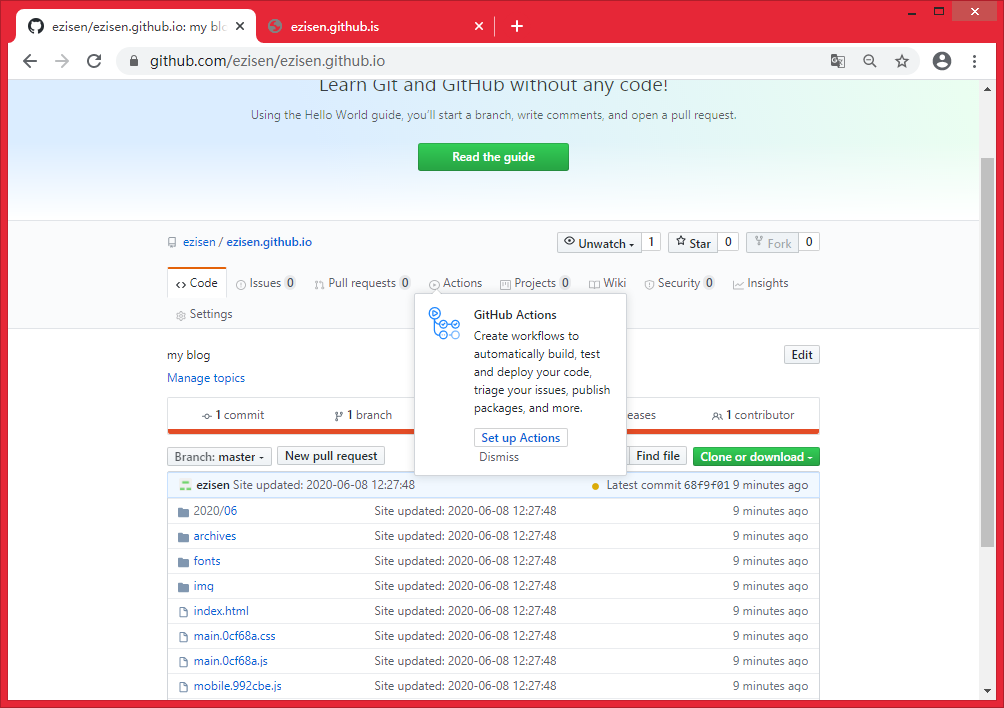 ezisen/ezisen.github.io: my blo
ezisen.github.is
github.com/ezisen/ezisen.github.io
Learn Git and GitHub without any code!
Using the Hello World guide, you'll start a branch, write comments, and open a pull request.
Read the guide
ezisen / ezisen.github.io
Unwatch 1 Star 0 Fork 0
Code Issues 0 Pull requests 0 Actions Projects 0 Wiki Security 0 Insights
Settings
GitHub Actions
Create workflows to
automatically build, test
and deploy your code,
triage your issues, publish
packages, and more.
Set up Actions
Dismiss
my blog
Edit
Manage topics
1 commit 1 branch eases 1 contributor
Branch: master New pull request Find file Clone or download
ezisen Site updated: 2020-06-08 12:27:48 Latest commit 68f9f01 9 minutes ago
2020/06 Site updated: 2020-06-08 12:27:48 9 minutes ago
archives Site updated: 2020-06-08 12:27:48 9 minutes ago
fonts Site updated: 2020-06-08 12:27:48 9 minutes ago
img Site updated: 2020-06-08 12:27:48 9 minutes ago
index.html Site updated: 2020-06-08 12:27:48 9 minutes ago
main.0cf68a.css Site updated: 2020-06-08 12:27:48 9 minutes ago
main.0cf68a.js Site updated: 2020-06-08 12:27:48 9 minutes ago
mobile.992cbe.js Site updated: 2020-06-08 12:27:48 9 minutes ago